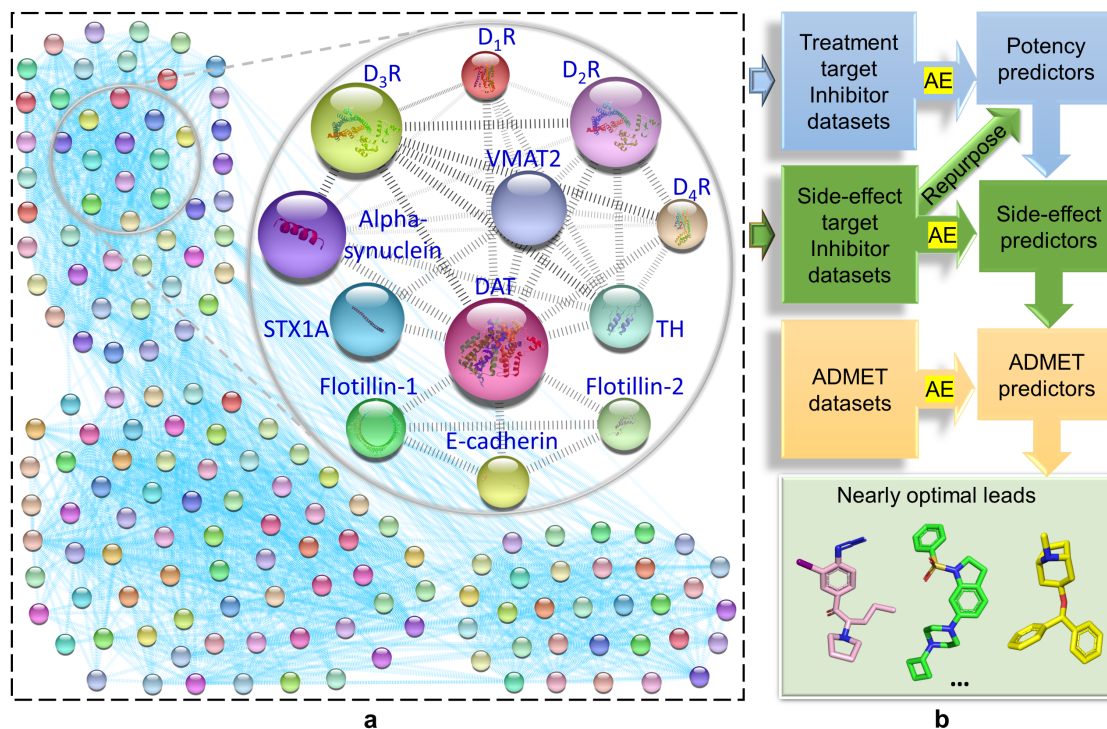 D1R
D3R
D2R
VMAT2
D4R
Alpha-
synuclein
DAT
STX1A
TH
Flotillin-1
Flotillin-2
E-cadherin
a
Treatment
target
Inhibitor
datasets
AE
Potency
predictors
Repurpose
Side-effect
target
Inhibitor
datasets
AE
Side-effect
predictors
ADMET
datasets
AE
ADMET
predictors
Nearly optimal leads
...
b